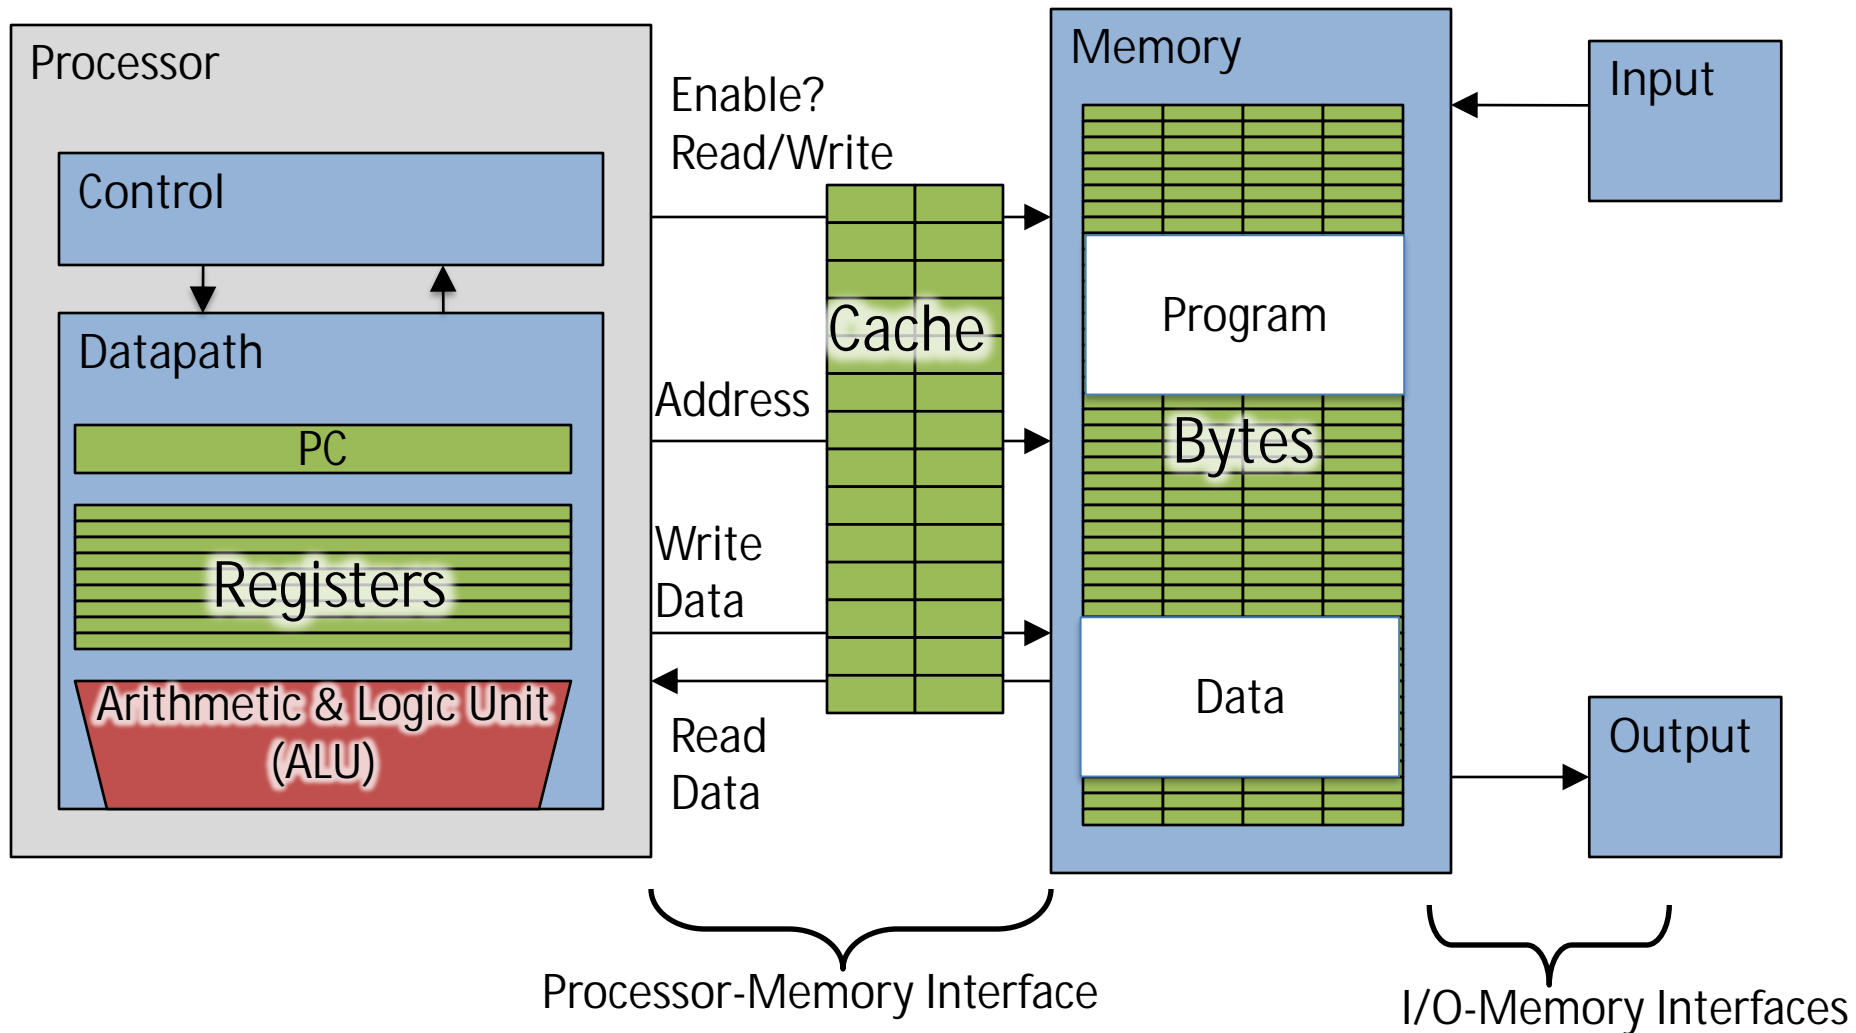 Processor
Control
Datapath
PC
Registers
Arithmetic & Logic Unit
(ALU)
Enable?
Read/Write
Cache
Address
Write
Data
Read
Data
Memory
Program
Bytes
Data
Input
Output
Processor-Memory Interface
I/O-Memory Interfaces